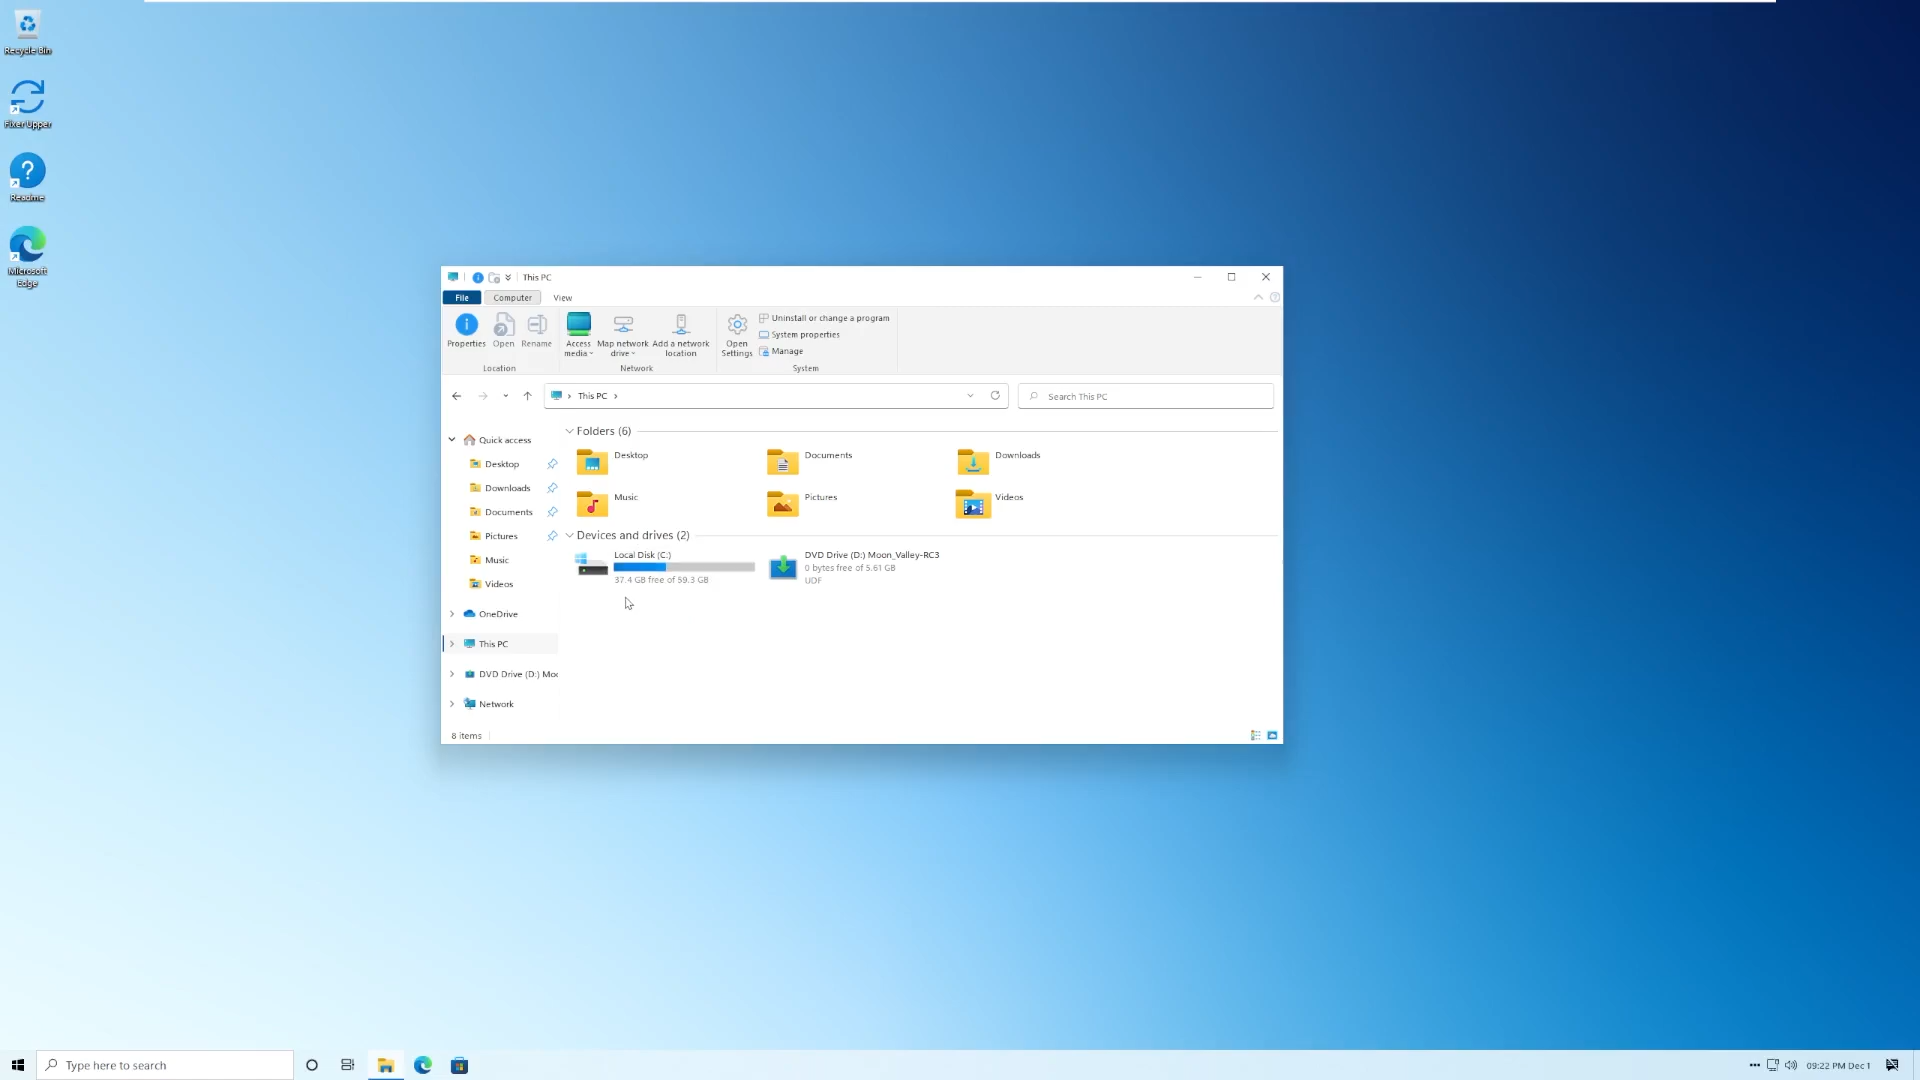 Recycle Bin
Fixer Upper
Readme
Microsoft
Edge
This PC
File
Computer
View
Properties
Open
Rename
Access
media
Map network
drive
Add a network
location
Open
Settings
Uninstall or change a program
System properties
Manage
Location
Network
System
This PC
Search This PC
Quick access
Desktop
Downloads
Documents
Pictures
Music
Videos
OneDrive
This PC
DVD Drive (D:) Moo
Network
Folders (6)
Desktop
Documents
Downloads
Music
Pictures
Videos
Devices and drives (2)
Local Disk (C:)
37.4 GB free of 59.3 GB
DVD Drive (D:) Moon_Valley-RC3
0 bytes free of 5.61 GB
UDF
8 items
Type here to search
09:22 PM Dec 1